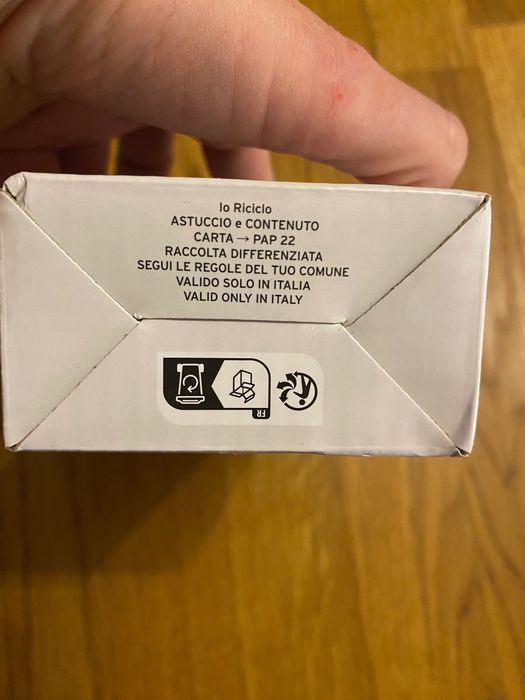 Io Riciclo
ASTUCCIO e CONTENUTO
CARTA → PAP 22
RACCOLTA DIFFERENZIATA
SEGUI LE REGOLE DEL TUO COMUNE
VALIDO SOLO IN ITALIA
VALID ONLY IN ITALY
FR